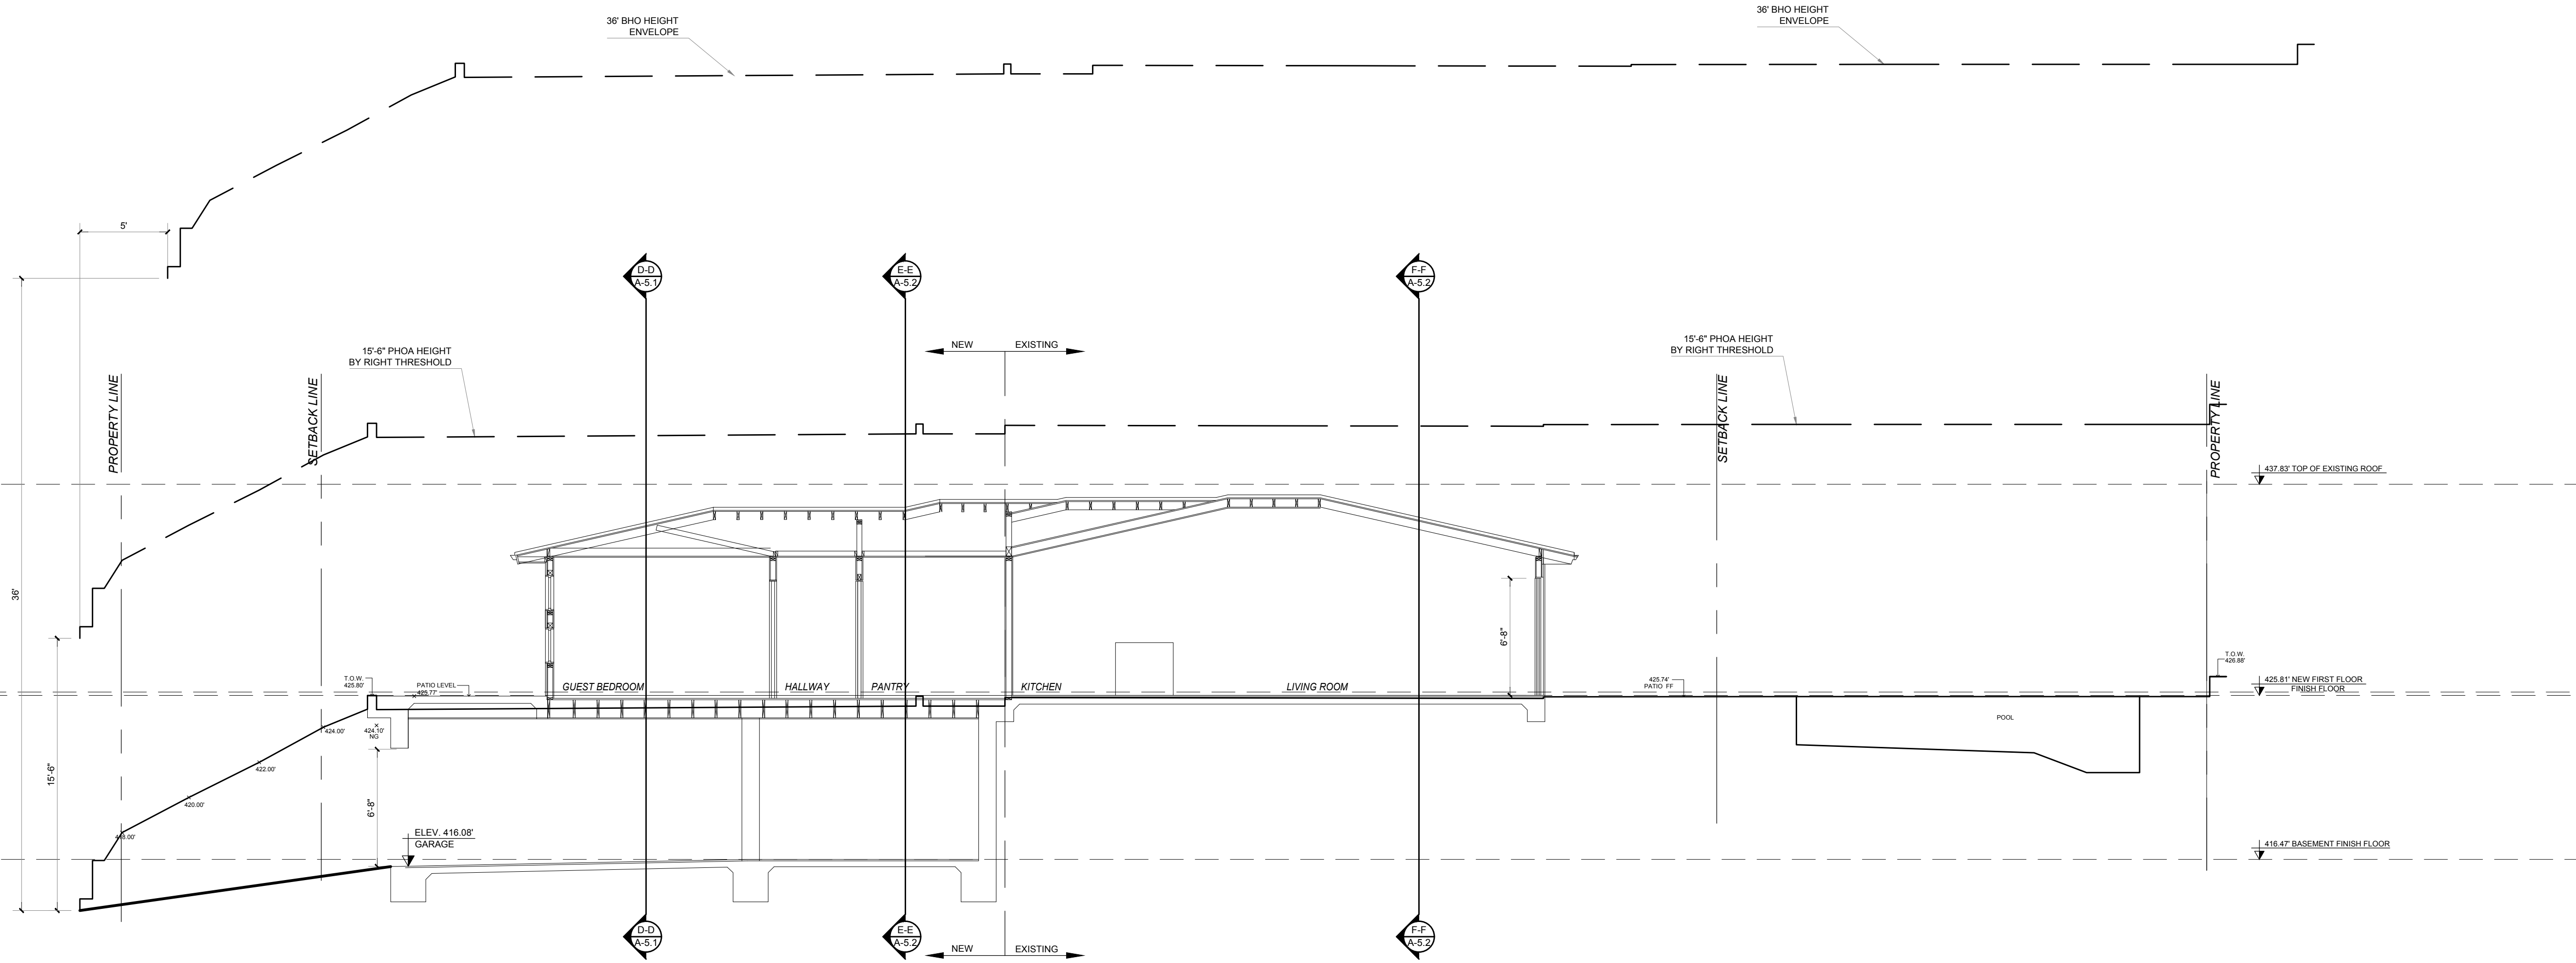 36' BHO HEIGHT
ENVELOPE
36' BHO HEIGHT
ENVELOPE
5'
D-D
A-5.1
E-E
A-5.2
F-F
A-5.2
15'-6" PHOA HEIGHT
BY RIGHT THRESHOLD
NEW
EXISTING
15'-6" PHOA HEIGHT
BY RIGHT THRESHOLD
PROPERTY LINE
SETBACK LINE
SETBACK LINE
PROPERTY LINE
437.83' TOP OF EXISTING ROOF
36'
6'-8"
T.O.W.
425.80'
PATIO LEVEL
425.77'
GUEST BEDROOM
HALLWAY
PANTRY
KITCHEN
LIVING ROOM
425.74'
PATIO FF
T.O.W.
426.88'
425.81' NEW FIRST FLOOR
FINISH FLOOR
424.00'
424.10'
NG
POOL
422.00'
15'-6"
420.00'
6'-8"
418.00'
ELEV. 416.08'
GARAGE
416.47' BASEMENT FINISH FLOOR
D-D
A-5.1
E-E
A-5.2
NEW
EXISTING
F-F
A-5.2